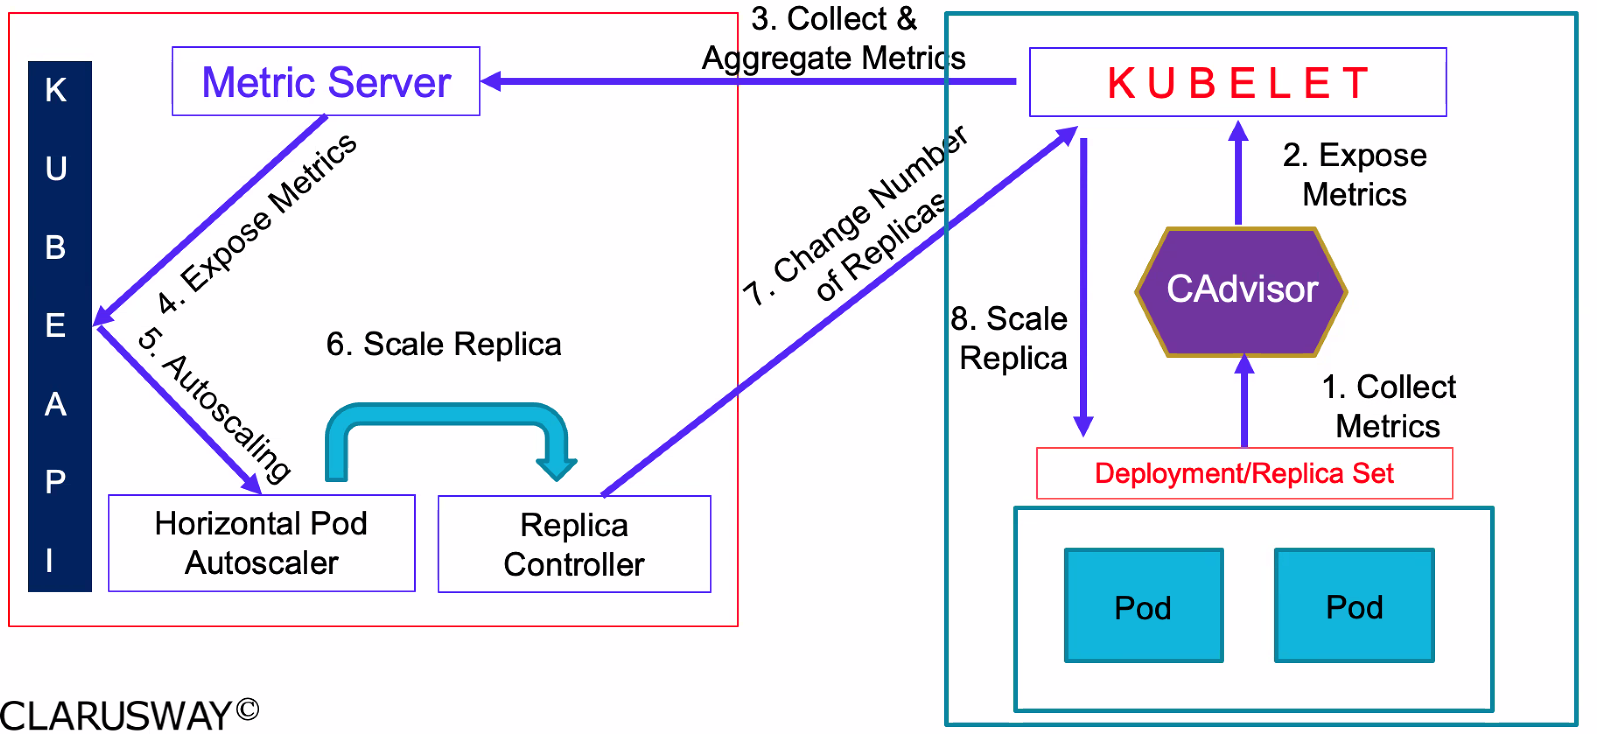 3. Collect &
Aggregate Metrics
K
U
B
E
A
P
I
Metric Server
K U B E L E T
4. Expose Metrics
5. Autoscaling
6. Scale Replica
7. Change Number
of Replicas
2. Expose
Metrics
CAdvisor
8. Scale
Replica
1. Collect
Metrics
Deployment/Replica Set
Horizontal Pod
Autoscaler
Replica
Controller
Pod
Pod
CLARUSWAY©